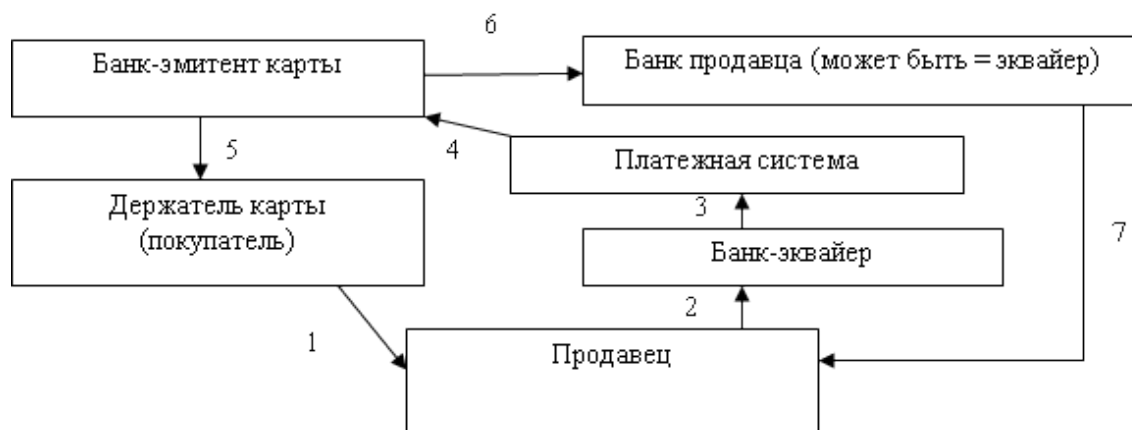 6
Банк-эмитент карты
Банк продавца (может быть = эквайер)
5
4
Платежная система
Держатель карты
(покупатель)
3
7
Банк-эквайер
2
1
Продавец